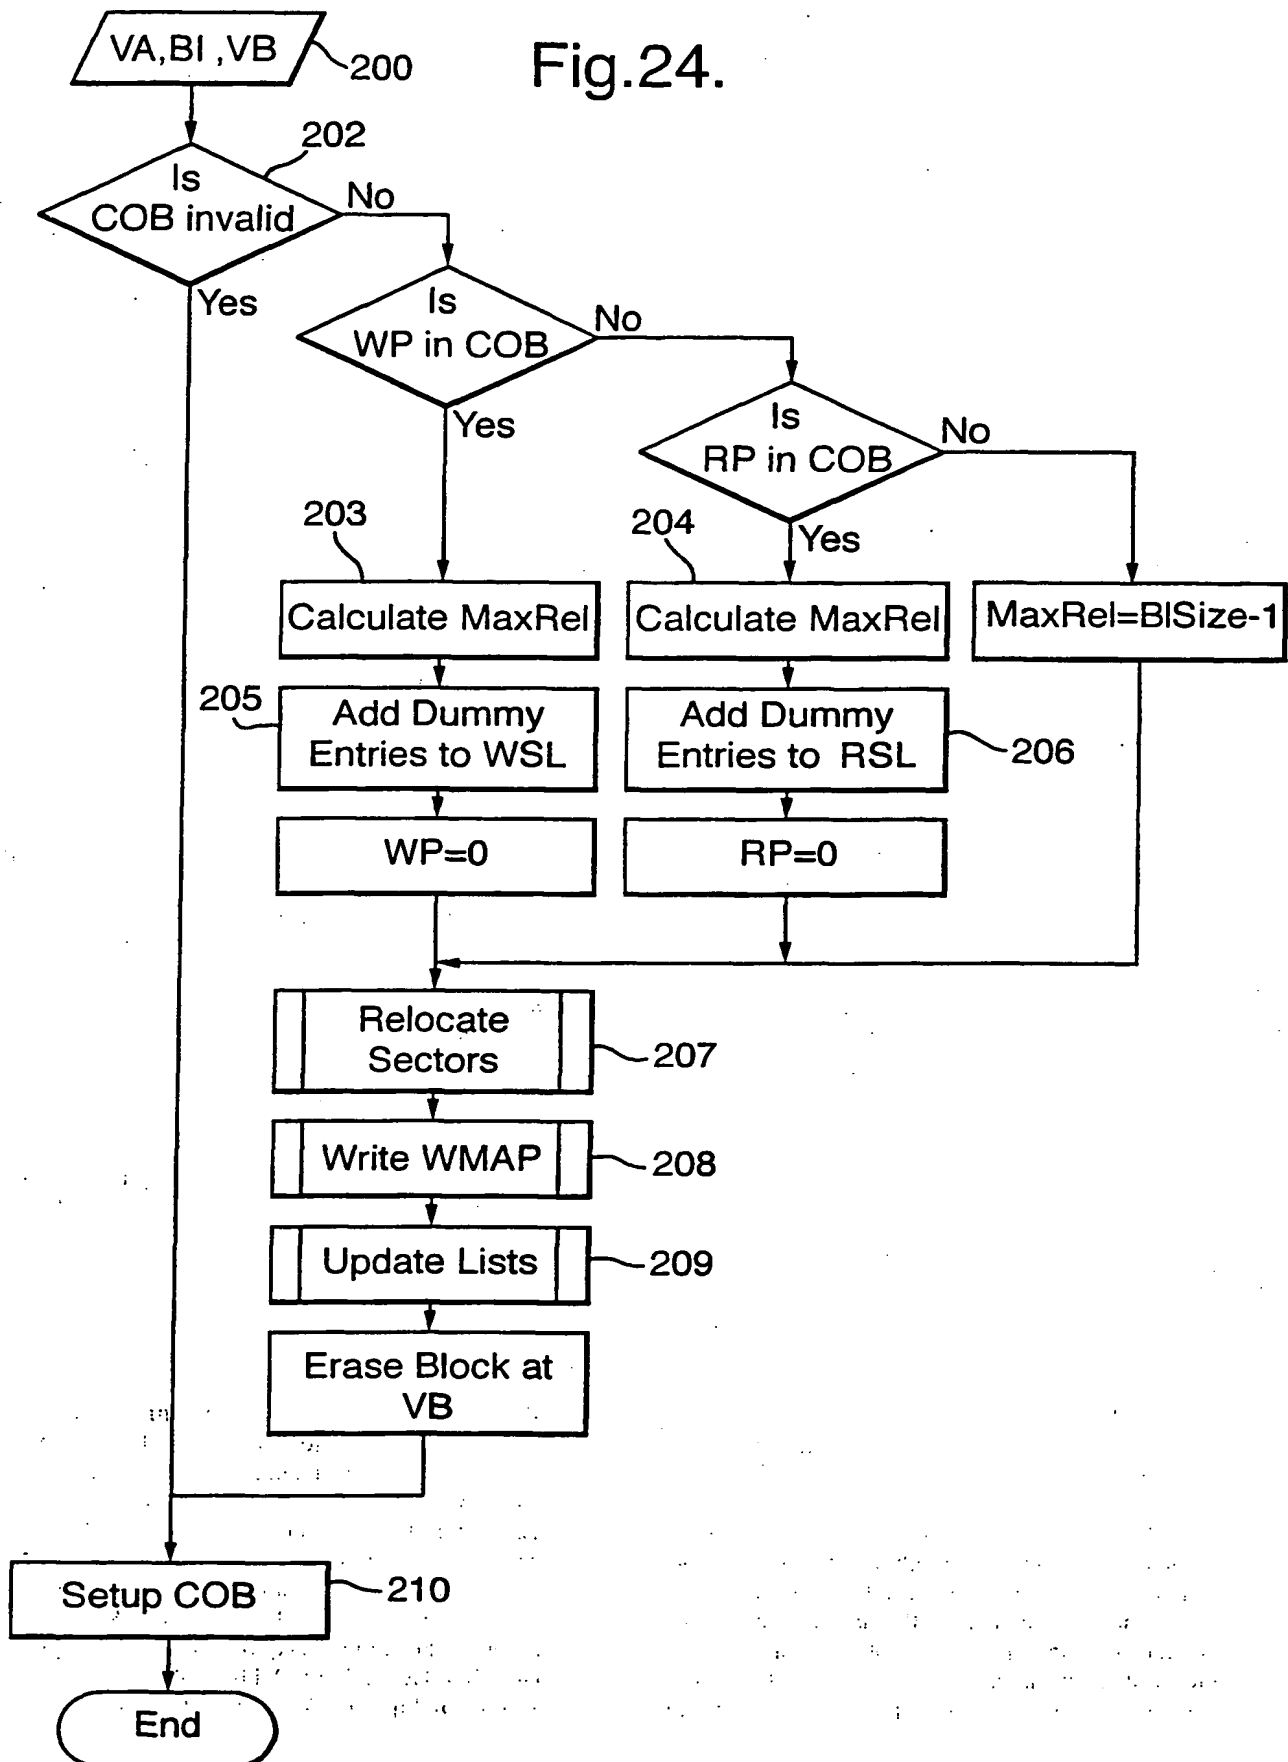 Fig.24.
VA,BI ,VB
200
202
Is
COB invalid
No
Yes
Is
WP in COB
No
Yes
Is
RP in COB
No
Yes
203
204
Calculate MaxRel
Calculate MaxRel
MaxRel=BlSize-1
205
Add Dummy
Entries to WSL
Add Dummy
Entries to RSL
206
WP=0
RP=0
Relocate
Sectors
207
Write WMAP
208
Update Lists
209
Erase Block at
VB
Setup COB
210
End